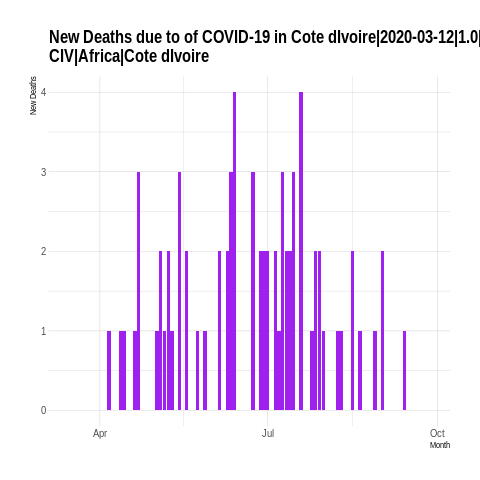 New Deaths due to of COVID-19 in Cote dIvoire|2020-03-12|1.0|
CIV|Africa|Cote dIvoire
New Deaths
4
3
2
1
0
Apr
Jul
Oct
Month